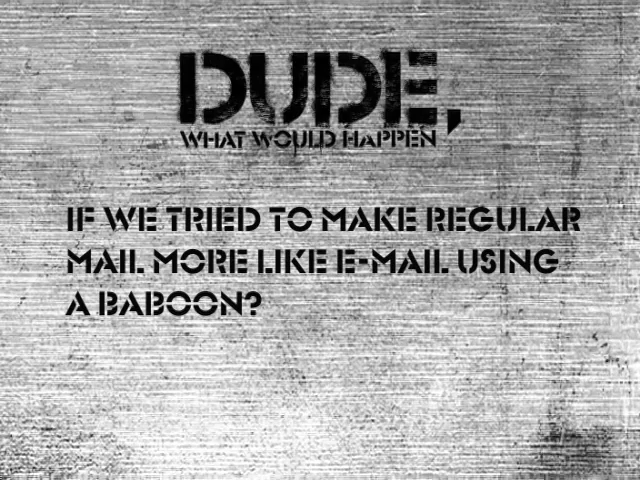 DUDE,
WHAT WOULD HAPPEN
IF WE TRIED TO MAKE REGULAR
MAIL MORE LIKE E-MAIL USING
A BABOON?